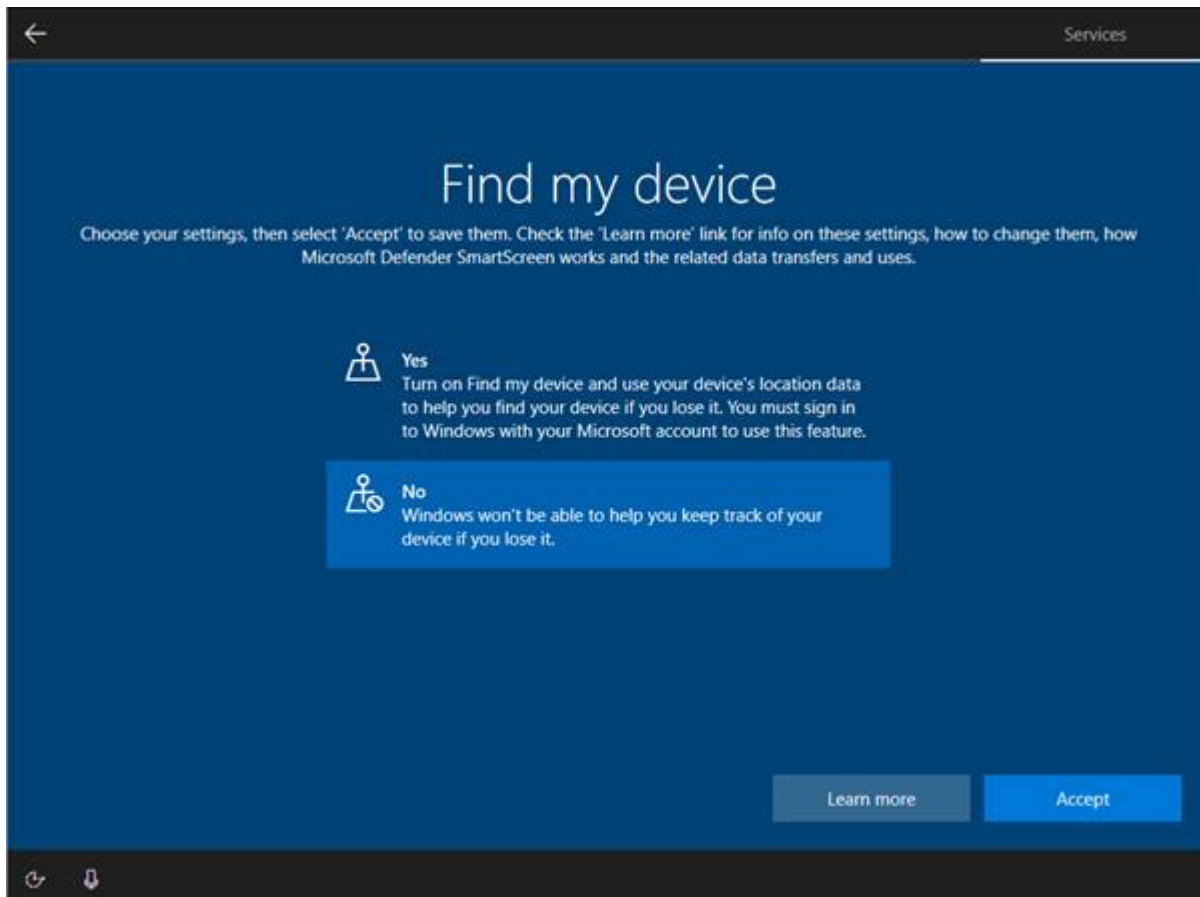 Services
Find my device
Choose your settings, then select 'Accept' to save them. Check the 'Learn more' link for info on these settings, how to change them, how
Microsoft Defender SmartScreen works and the related data transfers and uses.
Yes
Turn on Find my device and use your device's location data
to help you find your device if you lose it. You must sign in
to Windows with your Microsoft account to use this feature.
No
Windows won't be able to help you keep track of your
device if you lose it.
Learn more
Accept